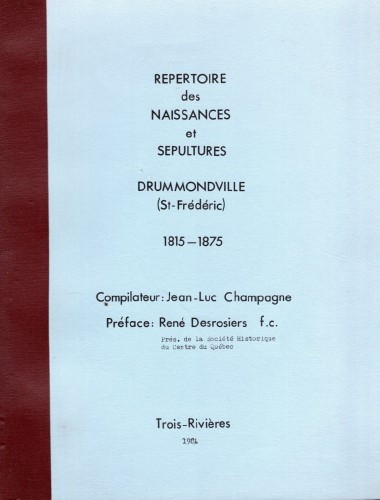 REPERTOIRE
des
NAISSANCES
et
SEPULTURES
DRUMMONDVILLE
(St-Frédéric)
1815—1875
Compilateur: Jean-Luc Champagne
Préface: René Desrosiers f.c.
Prés. de la Société Historique
du Centre du Québec
Trois-Rivières
1984